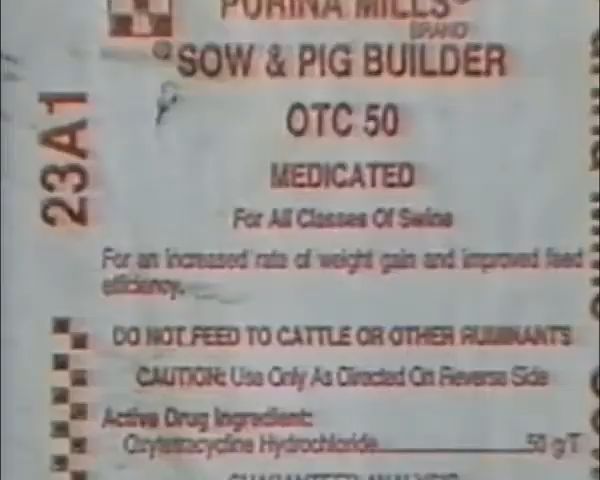 PURINA MILLS®
BRAND
® SOW & PIG BUILDER
OTC 50
23A1
MEDICATED
For All Classes Of Swine
For an increased rate of weight gain and improved feed
efficiency.
DO NOT FEED TO CATTLE OR OTHER RUMINANTS
CAUTION: Use Only As Directed On Reverse Side
Active Drug Ingredient:
Oxytetracycline Hydrochloride..............................50 g/T
GUARANTEED ANALYSIS